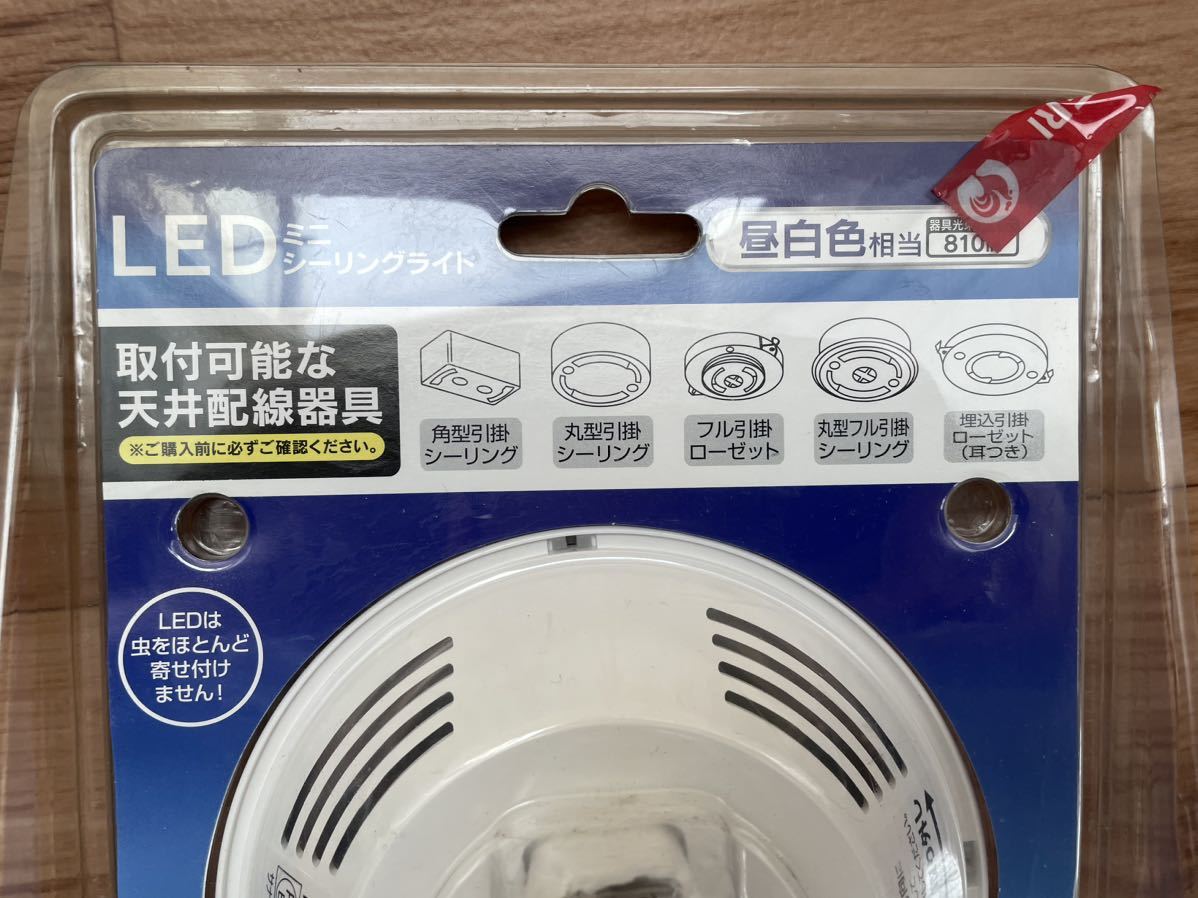 LED
ミニ
シーリングライト
昼白色相当
器具光束
810lm
RI
取付可能な
天井配線器具
※ご購入前に必ずご確認ください。
角型引掛
シーリング
丸型引掛
シーリング
フル引掛
ローゼット
丸型フル引掛
シーリング
埋込引掛
ローゼット
(耳つき)
LEDは
虫をほとんど
寄せ付け
ません!